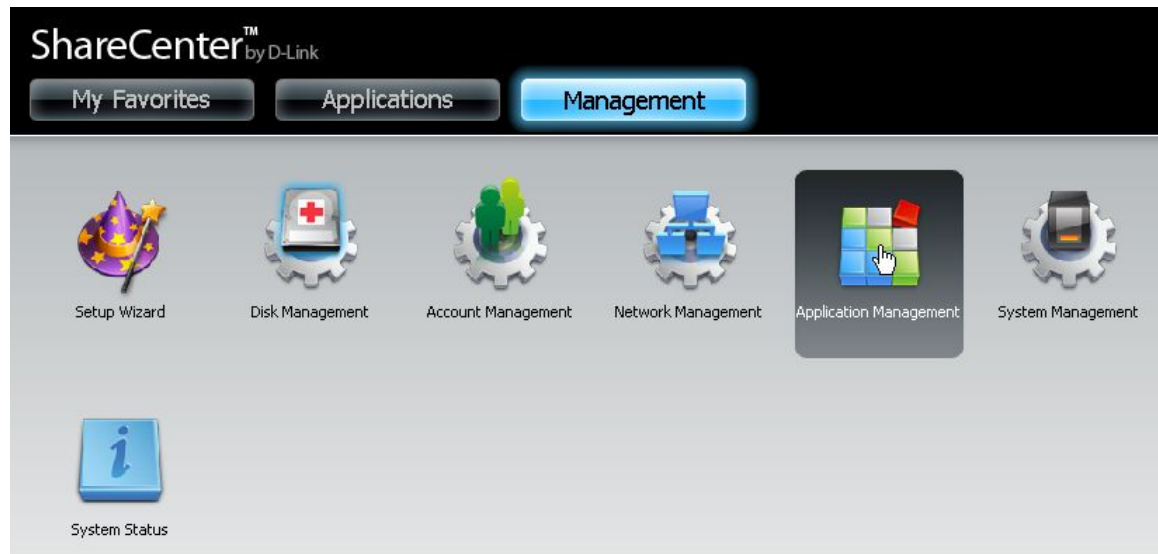 ShareCenter™ by D-Link
My Favorites Applications Management
Setup Wizard Disk Management Account Management Network Management Application Management System Management
System Status